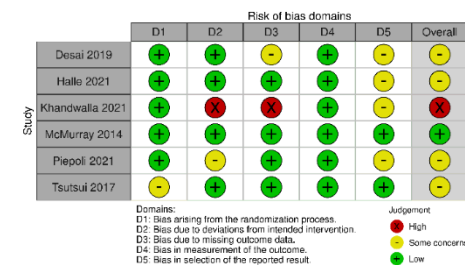 Risk of bias domains
D1 D2 D3 D4 D5 Overall
Study
Desai 2019 + + - + - -
Halle 2021 + + + + - -
Khandwalla 2021 + X X + - X
McMurray 2014 + + + + + +
Piepoli 2021 + - + + - -
Tsutsui 2017 - + + + + -
Domains:
D1: Bias arising from the randomization process.
D2: Bias due to deviations from intended intervention.
D3: Bias due to missing outcome data.
D4: Bias in measurement of the outcome.
D5: Bias in selection of the reported result.
Judgement
X High
- Some concerns
+ Low